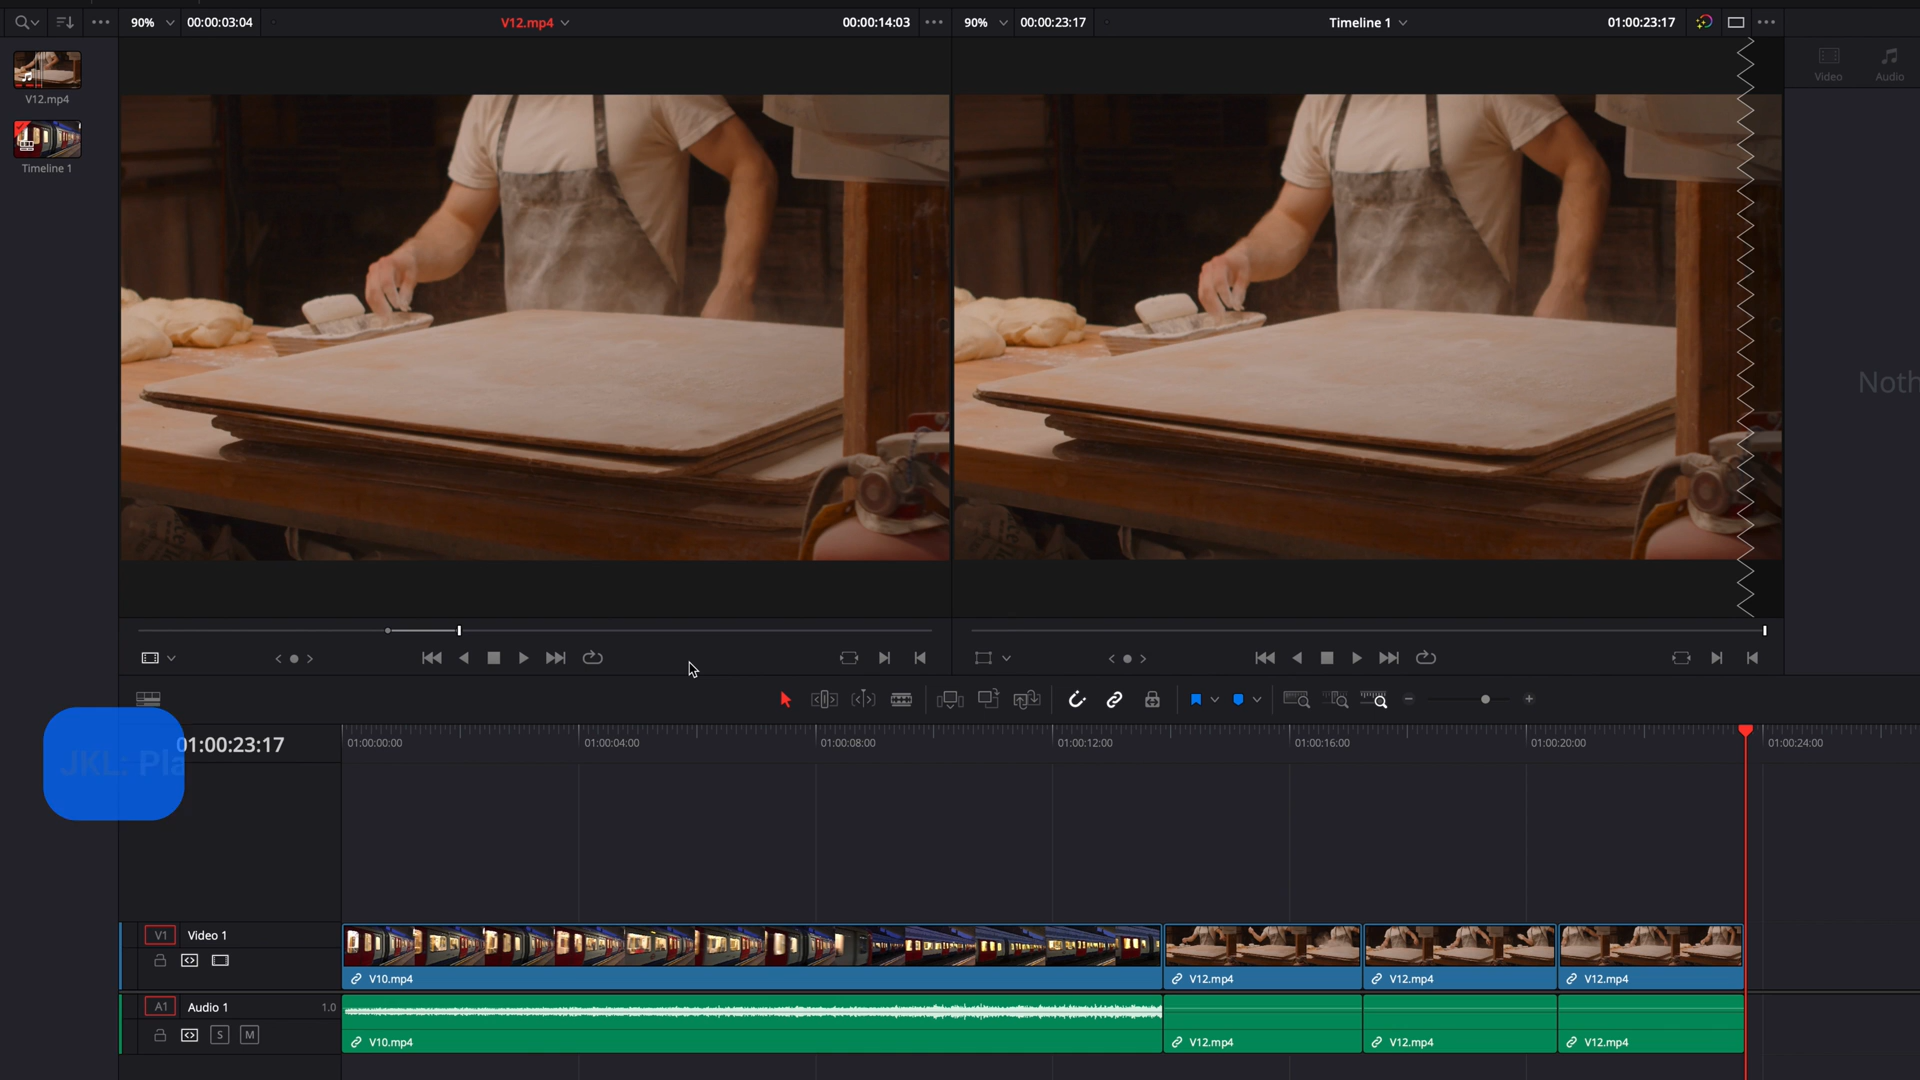 90% 00:00:03:04 V12.mp4 00:00:14:03 90% 00:00:23:17 Timeline 1 01:00:23:17
Video Audio
V12.mp4
Timeline 1
Noth
JKL: Pla
01:00:23:17
01:00:00:00 01:00:04:00 01:00:08:00 01:00:12:00 01:00:16:00 01:00:20:00 01:00:24:00
V1 Video 1
V10.mp4 V12.mp4 V12.mp4 V12.mp4
A1 Audio 1 1.0
S M
V10.mp4 V12.mp4 V12.mp4 V12.mp4